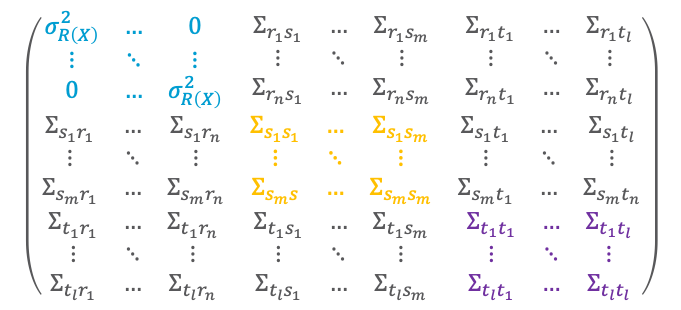 σ²_R(X) … 0 Σ_r₁s₁ … Σ_r₁sₘ Σ_r₁t₁ … Σ_r₁tₗ
⋮ ⋱ ⋮ ⋮ ⋱ ⋮ ⋮ ⋱ ⋮
0 … σ²_R(X) Σ_rₙs₁ … Σ_rₙsₘ Σ_rₙt₁ … Σ_rₙtₗ
Σ_s₁r₁ … Σ_s₁rₙ Σ_s₁s₁ … Σ_s₁sₘ Σ_s₁t₁ … Σ_s₁tₗ
⋮ ⋱ ⋮ ⋮ ⋱ ⋮ ⋮ ⋱ ⋮
Σ_sₘr₁ … Σ_sₘrₙ Σ_sₘs … Σ_sₘsₘ Σ_sₘt₁ … Σ_sₘtₙ
Σ_t₁r₁ … Σ_t₁rₙ Σ_t₁s₁ … Σ_t₁sₘ Σ_t₁t₁ … Σ_t₁tₗ
⋮ ⋱ ⋮ ⋮ ⋱ ⋮ ⋮ ⋱ ⋮
Σ_tₗr₁ … Σ_tₗrₙ Σ_tₗs₁ … Σ_tₗsₘ Σ_tₗt₁ … Σ_tₗtₗ